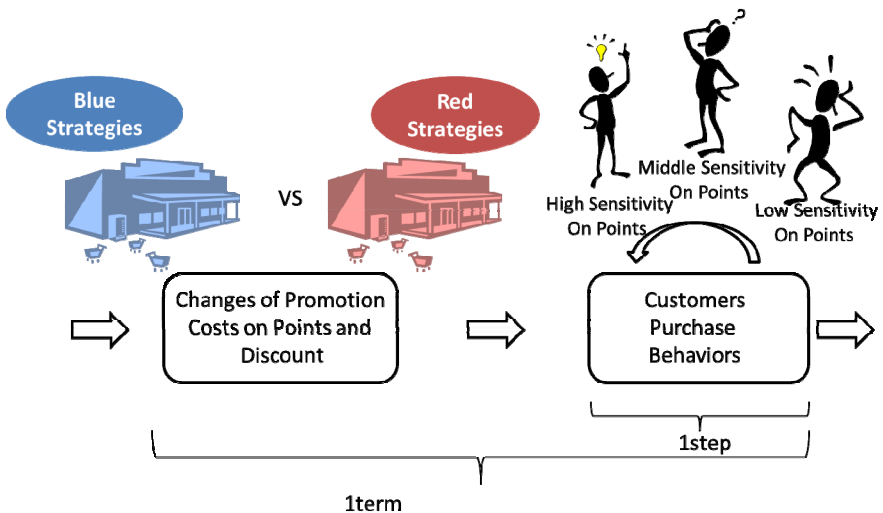 Blue
Strategies
VS
Red
Strategies
?
High Sensitivity
On Points
Middle Sensitivity
On Points
Low Sensitivity
On Points
Changes of Promotion
Costs on Points and
Discount
Customers
Purchase
Behaviors
1step
1term